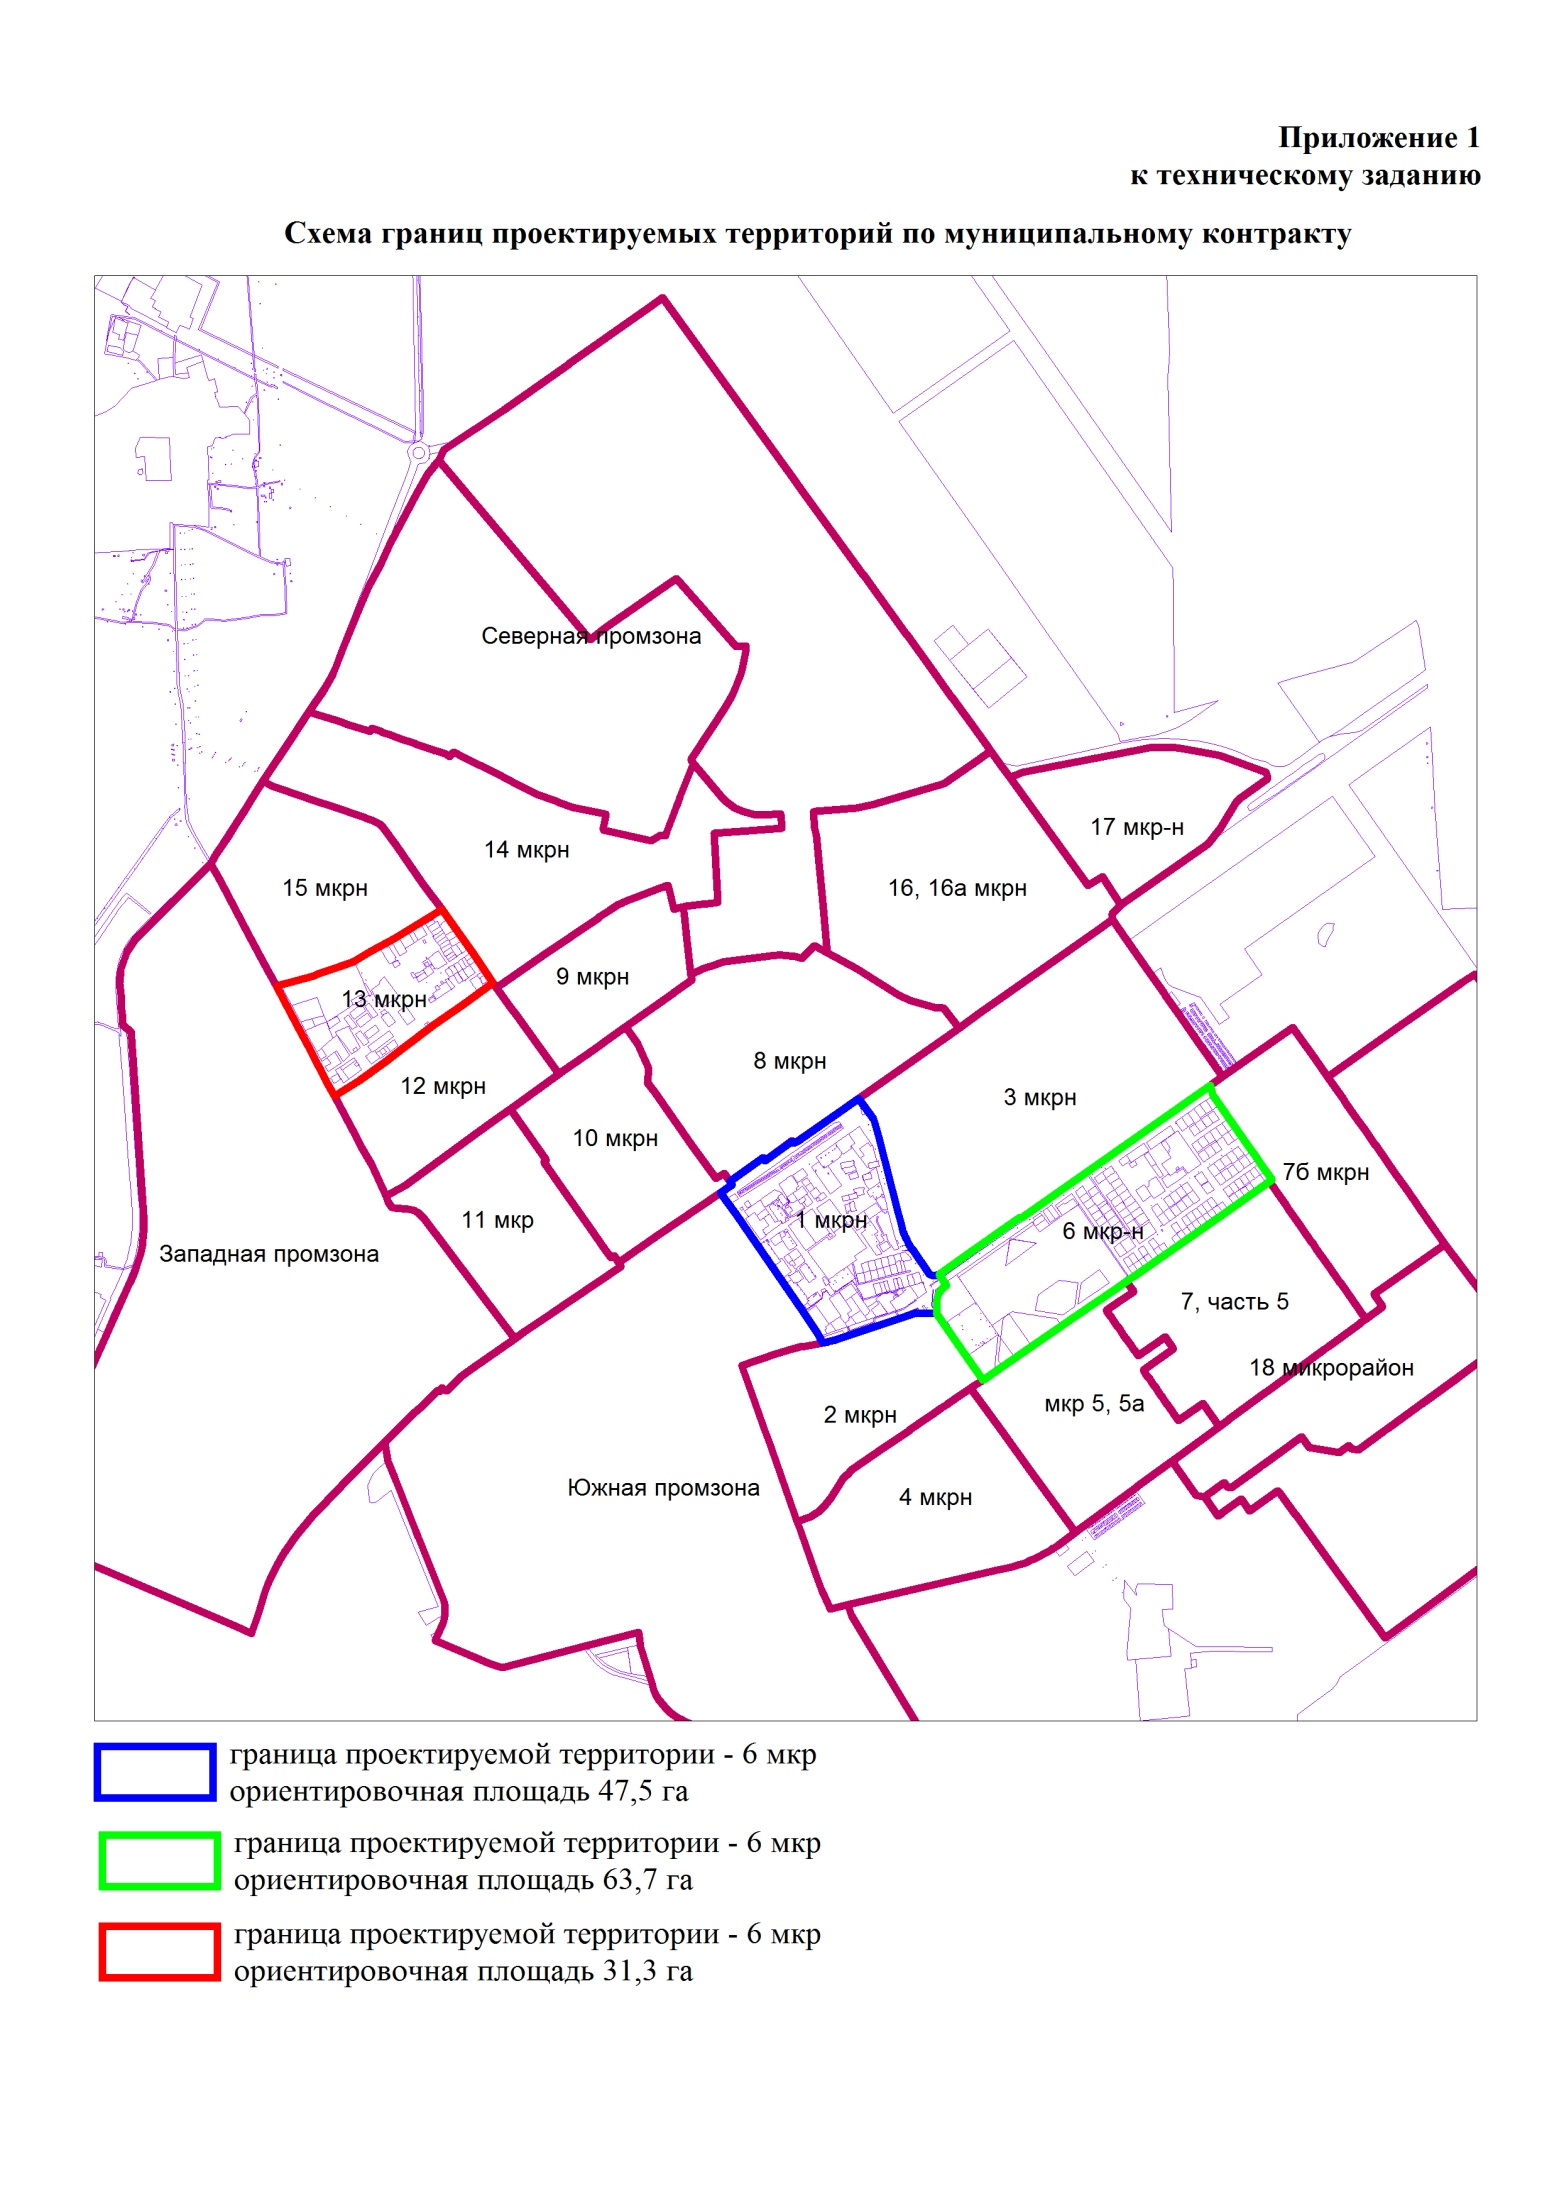 Приложение 1
к техническому заданию
Схема границ проектируемых территорий по муниципальному контракту
Северная промзона
17 мкр-н
14 мкрн
15 мкрн
16, 16а мкрн
9 мкрн
13 мкрн
8 мкрн
12 мкрн
3 мкрн
10 мкрн
7б мкрн
11 мкр
1 мкрн
6 мкр-н
Западная промзона
7, часть 5
18 микрорайон
мкр 5, 5а
2 мкрн
Южная промзона
4 мкрн
граница проектируемой территории - 6 мкр
ориентировочная площадь 47,5 га
граница проектируемой территории - 6 мкр
ориентировочная площадь 63,7 га
граница проектируемой территории - 6 мкр
ориентировочная площадь 31,3 га